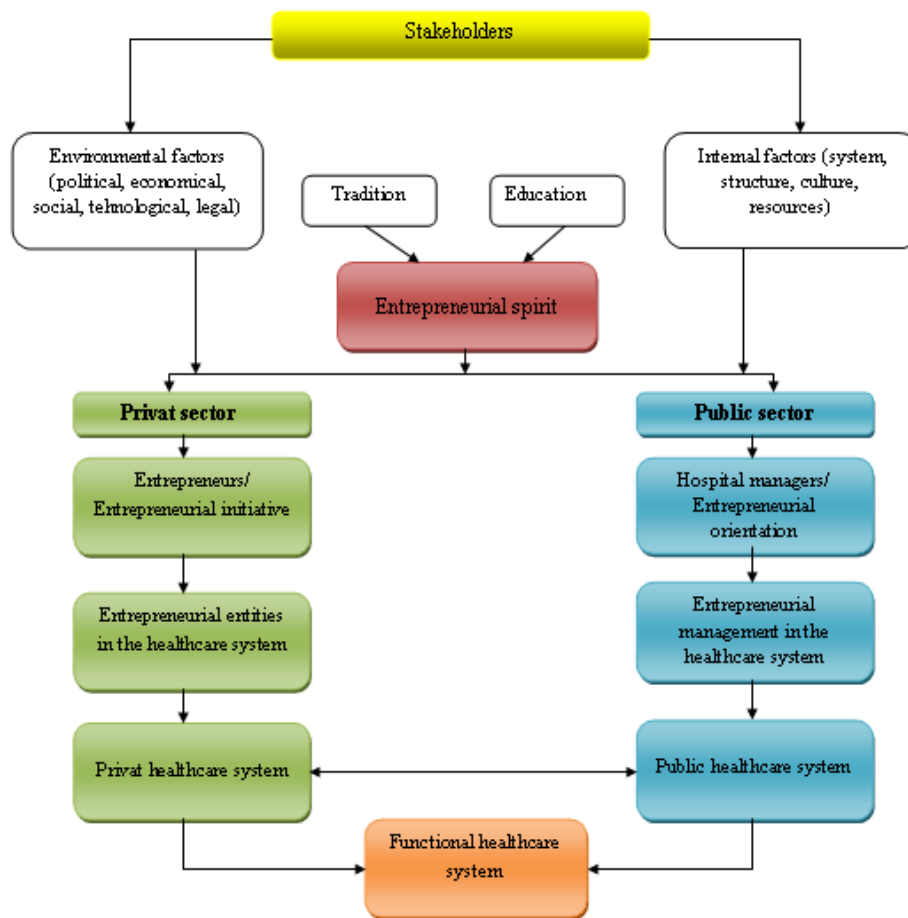 Stakeholders
Environmental factors
(political, economical,
social, tehnological, legal)
Internal factors (system,
structure, culture,
resources)
Tradition
Education
Entrepreneurial spirit
Privat sector
Public sector
Entrepreneurs/
Entrepreneurial initiative
Hospital managers/
Entrepreneurial
orientation
Entrepreneurial entities
in the healthcare system
Entrepreneurial
management in the
healthcare system
Privat healthcare system
Public healthcare system
Functional healthcare
system